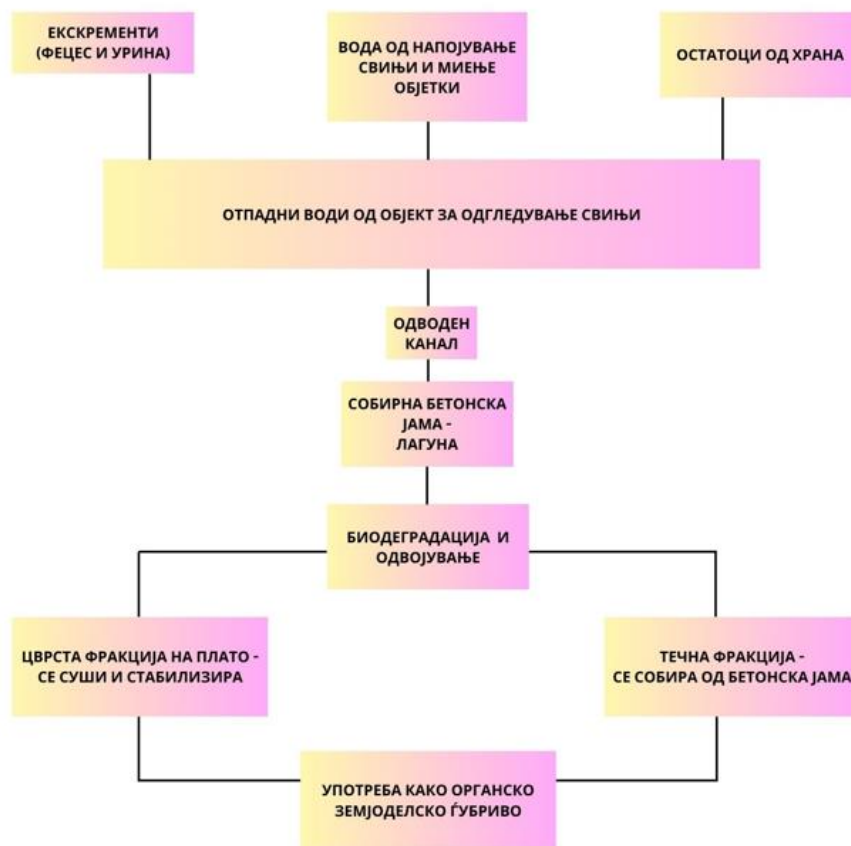 ЕКСКРЕМЕНТИ
(ФЕЦЕС И УРИНА)
ВОДА ОД НАПОЈУВАЊЕ
СВИЊИ И МИЕЊЕ
ОБЈЕТКИ
ОСТАТОЦИ ОД ХРАНА
ОТПАДНИ ВОДИ ОД ОБЈЕКТ ЗА ОДГЛЕДУВАЊЕ СВИЊИ
ОДВОДЕН
КАНАЛ
СОБИРНА БЕТОНСКА
ЈАМА -
ЛАГУНА
БИОДЕГРАДАЦИЈА И
ОДВОЈУВАЊЕ
ЦВРСТА ФРАКЦИЈА НА ПЛАТО -
СЕ СУШИ И СТАБИЛИЗИРА
ТЕЧНА ФРАКЦИЈА -
СЕ СОБИРА ОД БЕТОНСКА ЈАМА
УПОТРЕБА КАКО ОРГАНСКО
ЗЕМЈОДЕЛСКО ЃУБРИВО